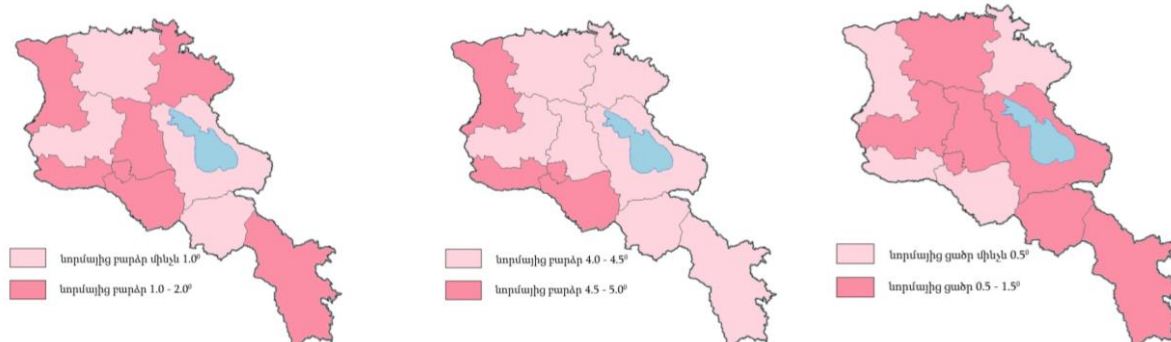 նորմայից բարձր մինչև 1.0⁰
նորմայից բարձր 1.0 - 2.0⁰
նորմայից բարձր 4.0 - 4.5⁰
նորմայից բարձր 4.5 - 5.0⁰
նորմայից ցածր մինչև 0.5⁰
նորմայից ցածր 0.5 - 1.5⁰